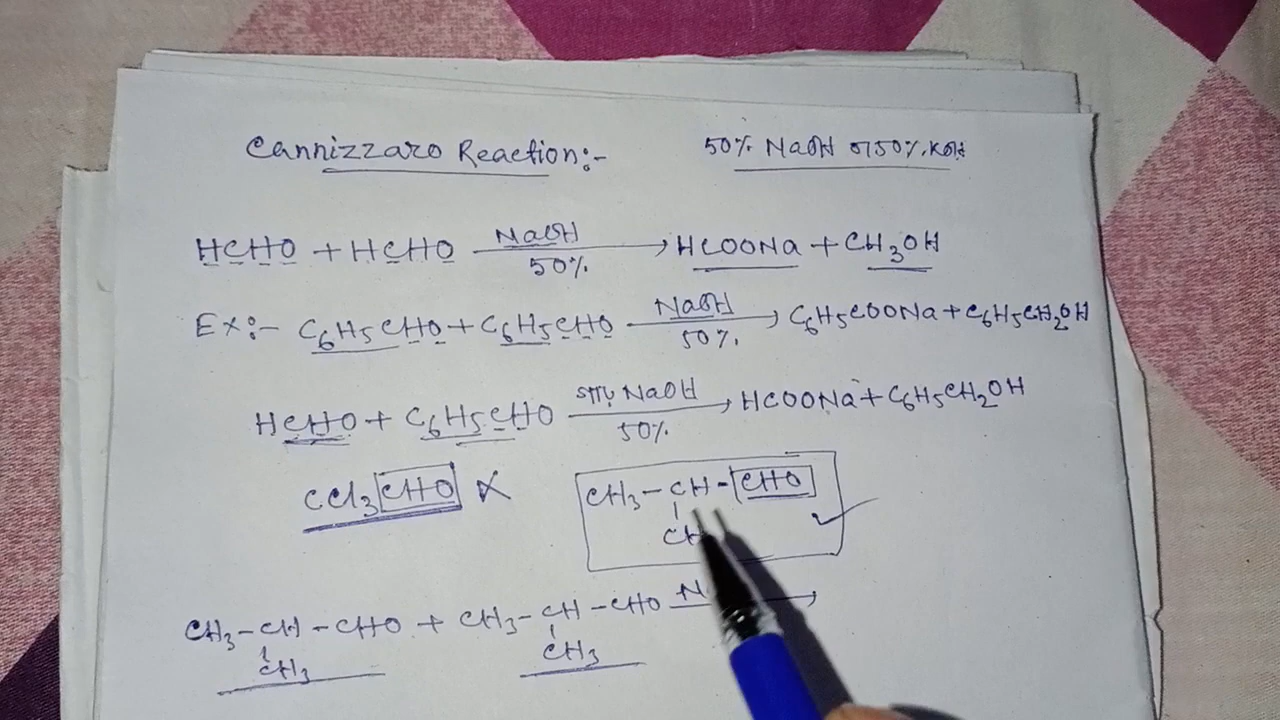 Cannizzaro Reaction:- 50% NaOH या 50% KOH
HCHO + HCHO NaOH 50% → HCOONa + CH3OH
Ex:- C6H5CHO + C6H5CHO NaOH 50% → C6H5COONa + C6H5CH2OH
HCHO + C6H5CHO NaOH 50% → HCOONa + C6H5CH2OH
CCl3CHO X CH3-CH-CHO ✓
CH3-CH-CHO + CH3-CH-CHO →
CH3 CH3